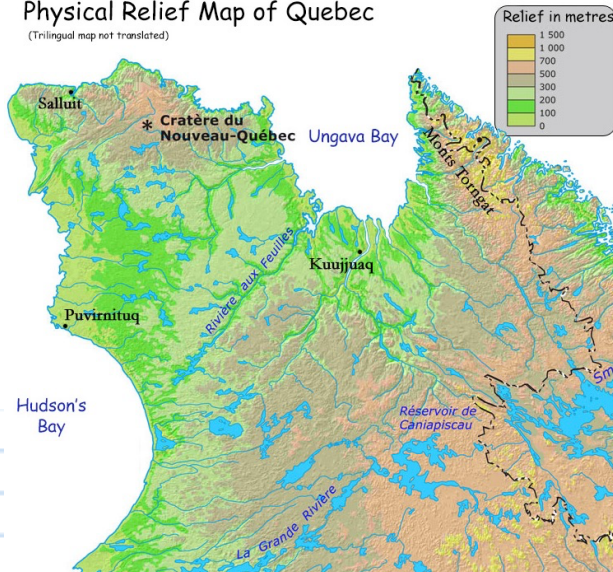 Physical Relief Map of Quebec
(Trilingual map not translated)
Relief in metres
1 500
1 000
700
500
300
200
100
0
Salluit
Cratère du
Nouveau-Québec
Ungava Bay
Monts Torngat
Kuujjuaq
Rivière aux Feuilles
Puvirnituq
Hudson's
Bay
Réservoir de
Caniapiscau
Sm
La Grande Rivière